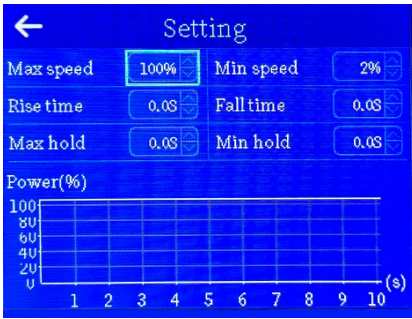 Setting
Max speed 100% Min speed 2%
Rise time 0.0S Fall time 0.0S
Max hold 0.0S Min hold 0.0S
Power(%)
100
80
60
40
20
0
1 2 3 4 5 6 7 8 9 10 (s)